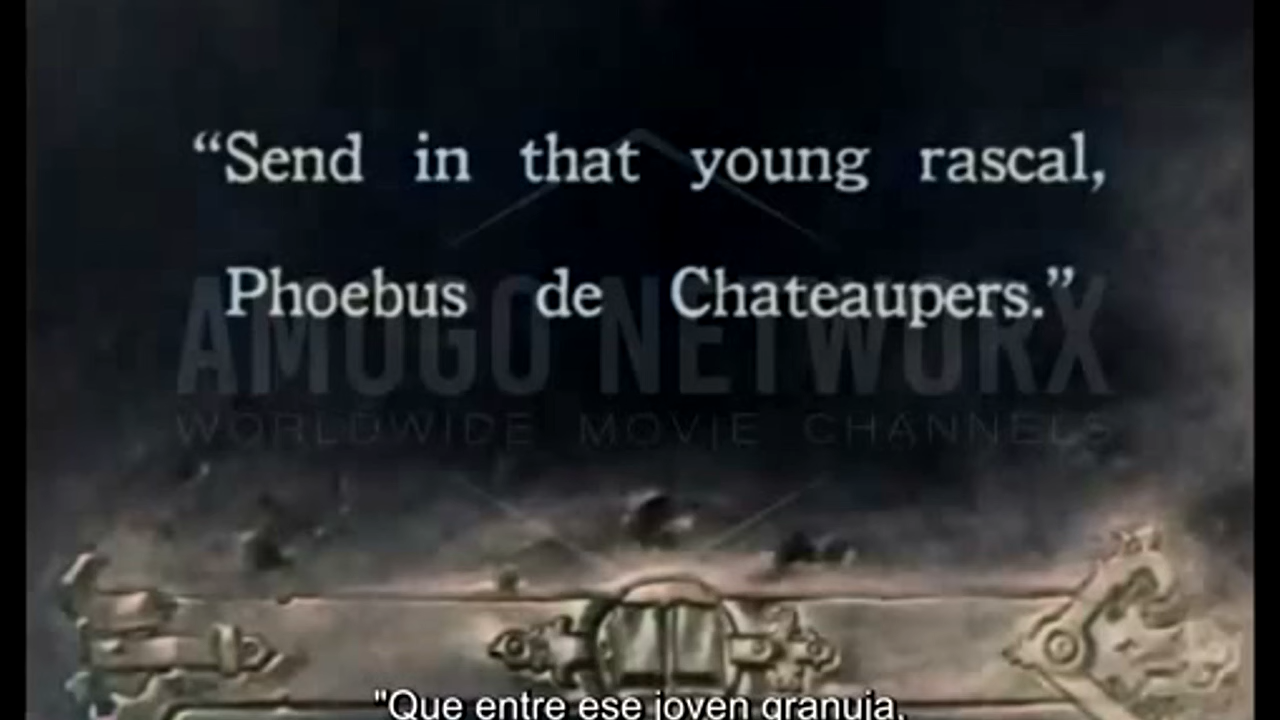 “Send in that young rascal,
Phoebus de Chateaupers.”
AMOGO NETWORX
WORLDWIDE MOVIE CHANNELS
"Que entre ese joven granuja,